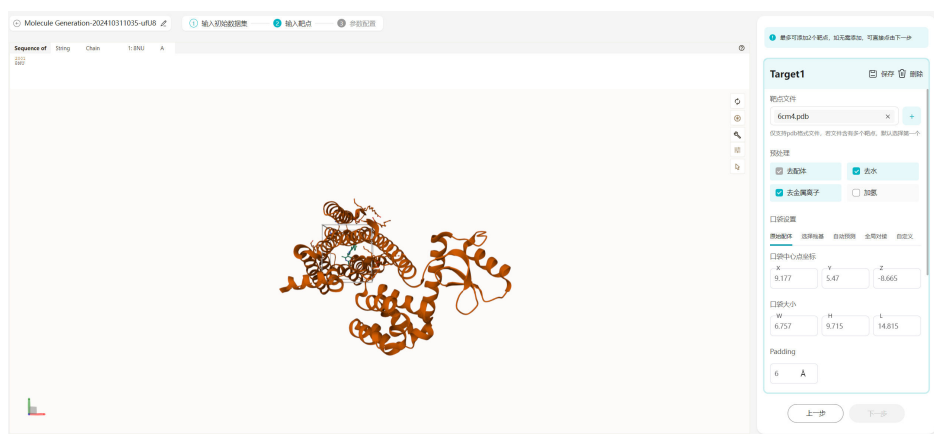 Molecule Generation-202410311035-ufU8
1 输入初始数据集
2 输入靶点
3 参数配置
Sequence of String Chain 1: 8NU A
2001
8NU
最多可添加2个靶点，如无需添加，可直接点击下一步
Target1 保存 删除
靶点文件
6cm4.pdb × +
仅支持pdb格式文件，若文件含有多个靶点，默认选择第一个
预处理
去配体 去水
去金属离子 加氢
口袋设置
原始配体 选择残基 自动预测 全局对接 自定义
口袋中心点坐标
X Y Z
9.177 5.47 -8.665
口袋大小
W H L
6.757 9.715 14.815
Padding
6 Å
上一步 下一步